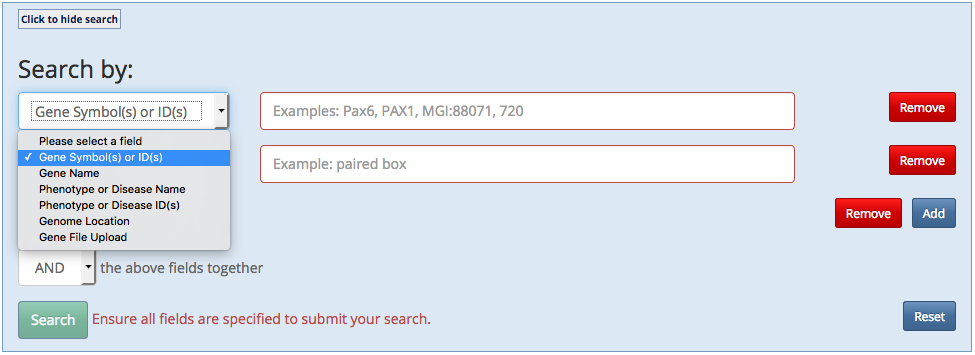 Click to hide search
Search by:
Gene Symbol(s) or ID(s)
Examples: Pax6, PAX1, MGI:88071, 720
Remove
Please select a field
✓ Gene Symbol(s) or ID(s)
Gene Name
Phenotype or Disease Name
Phenotype or Disease ID(s)
Genome Location
Gene File Upload
Example: paired box
Remove
Remove
Add
AND
the above fields together
Search
Ensure all fields are specified to submit your search.
Reset